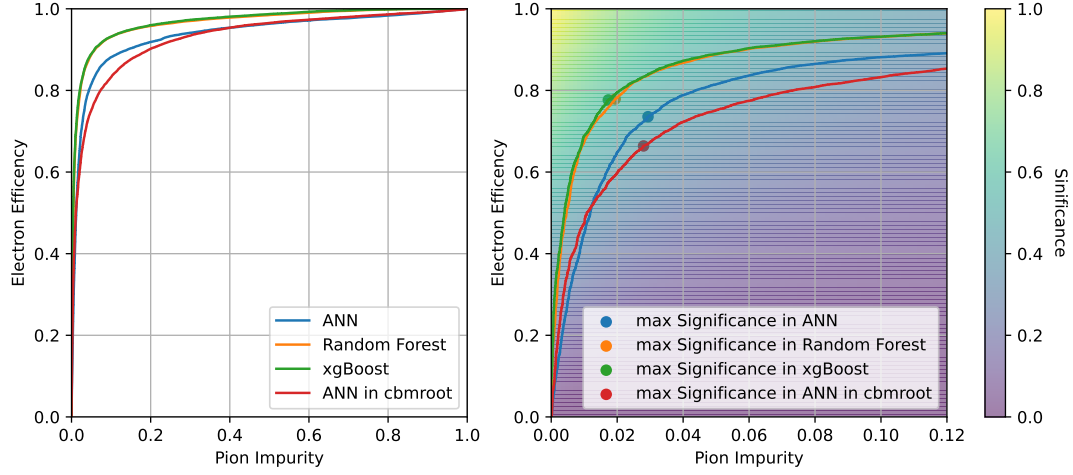 1.0
0.8
0.6
0.4
0.2
0.0
Electron Efficency
0.0 0.2 0.4 0.6 0.8 1.0
Pion Impurity
ANN
Random Forest
xgBoost
ANN in cbmroot
1.0
0.8
0.6
0.4
0.2
0.0
Electron Efficency
0.00 0.02 0.04 0.06 0.08 0.10 0.12
Pion Impurity
max Significance in ANN
max Significance in Random Forest
max Significance in xgBoost
max Significance in ANN in cbmroot
1.0
0.8
0.6
0.4
0.2
0.0
Sinificance